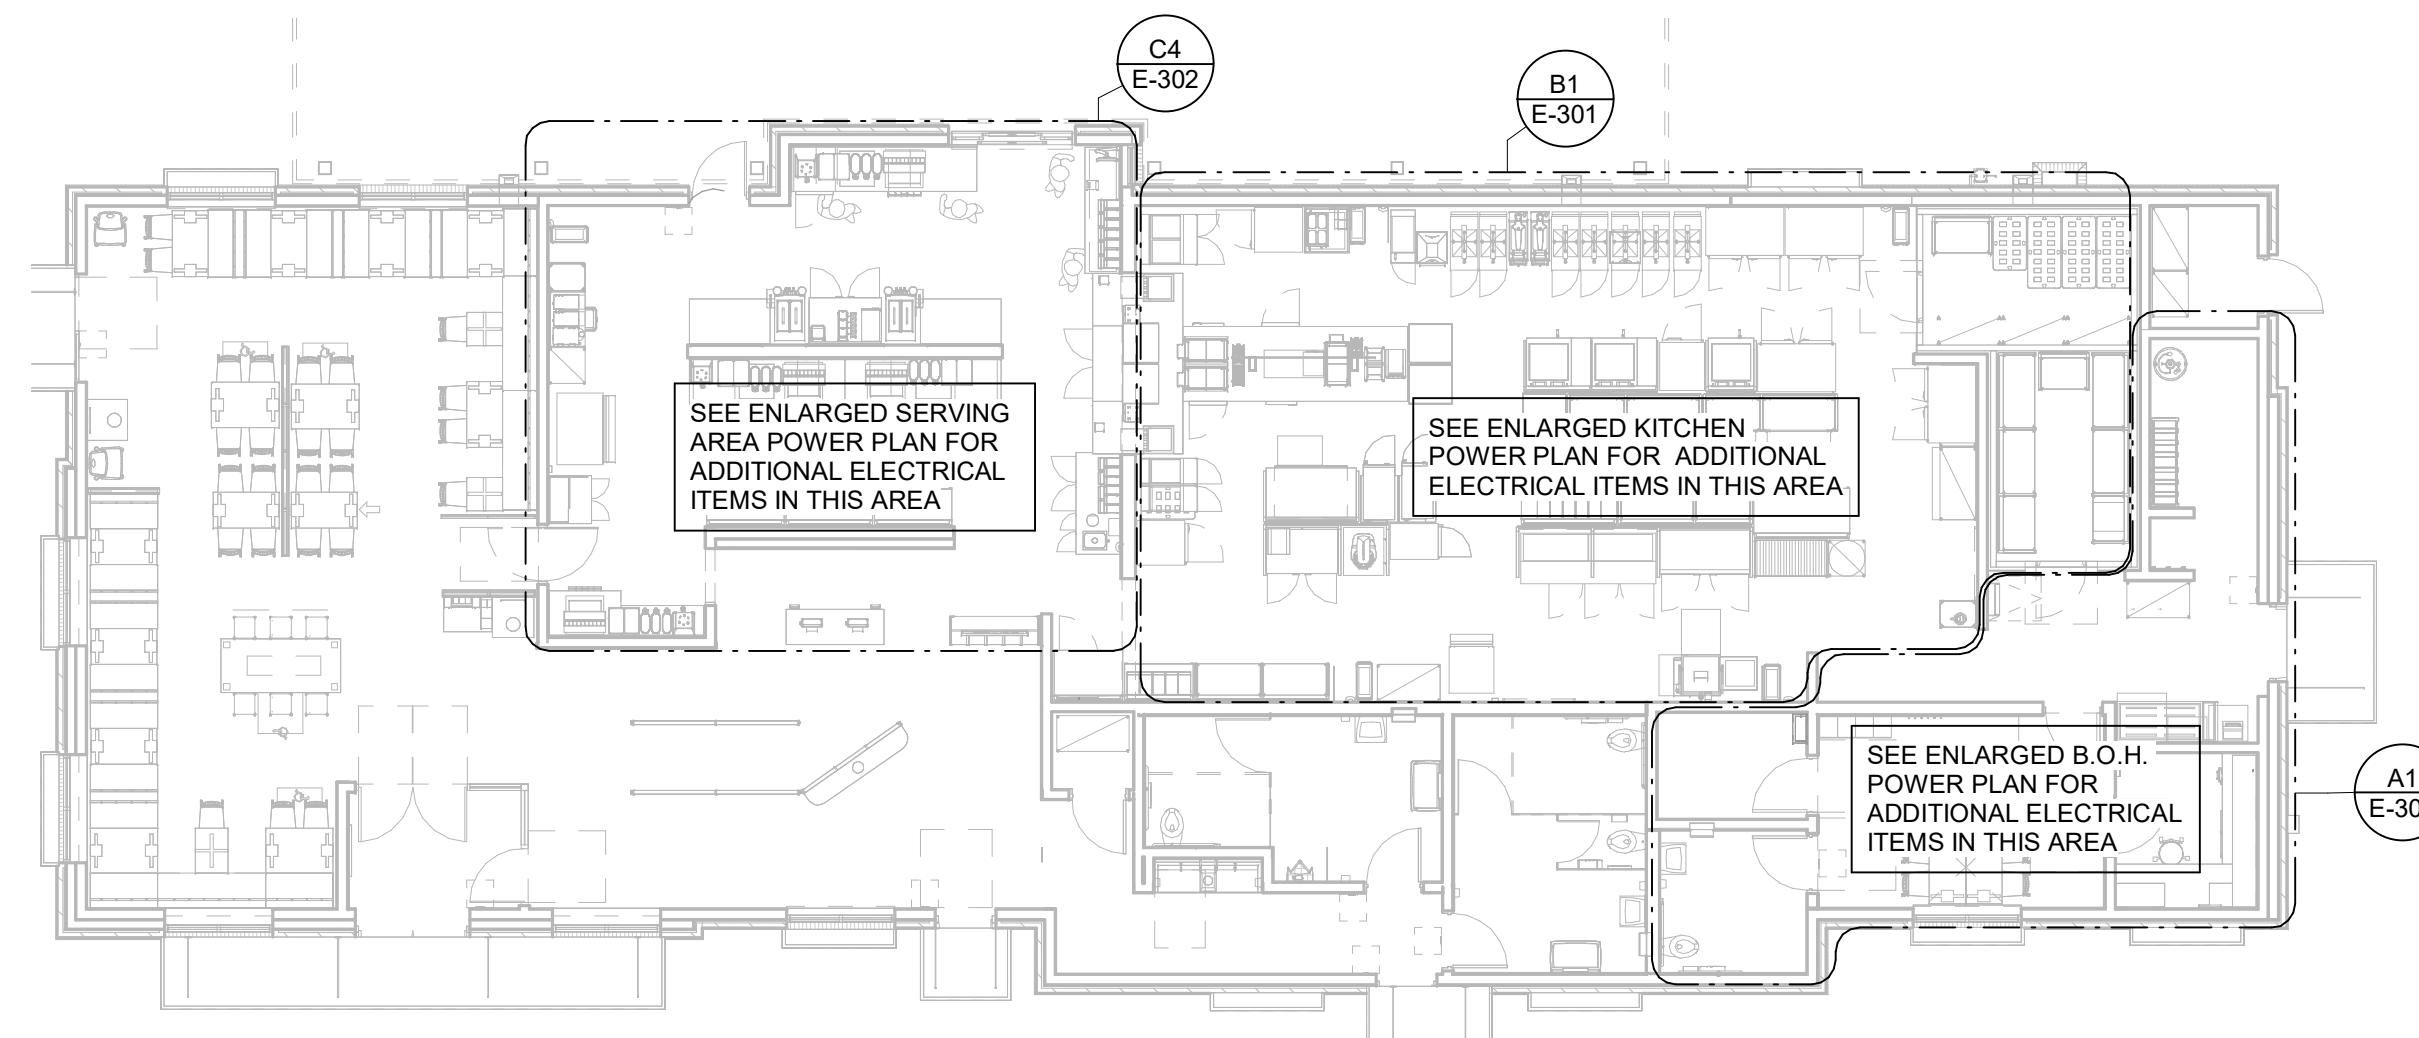 C4
E-302
B1
E-301
SEE ENLARGED SERVING
AREA POWER PLAN FOR
ADDITIONAL ELECTRICAL
ITEMS IN THIS AREA
SEE ENLARGED KITCHEN
POWER PLAN FOR ADDITIONAL
ELECTRICAL ITEMS IN THIS AREA
SEE ENLARGED B.O.H.
POWER PLAN FOR
ADDITIONAL ELECTRICAL
ITEMS IN THIS AREA
A1